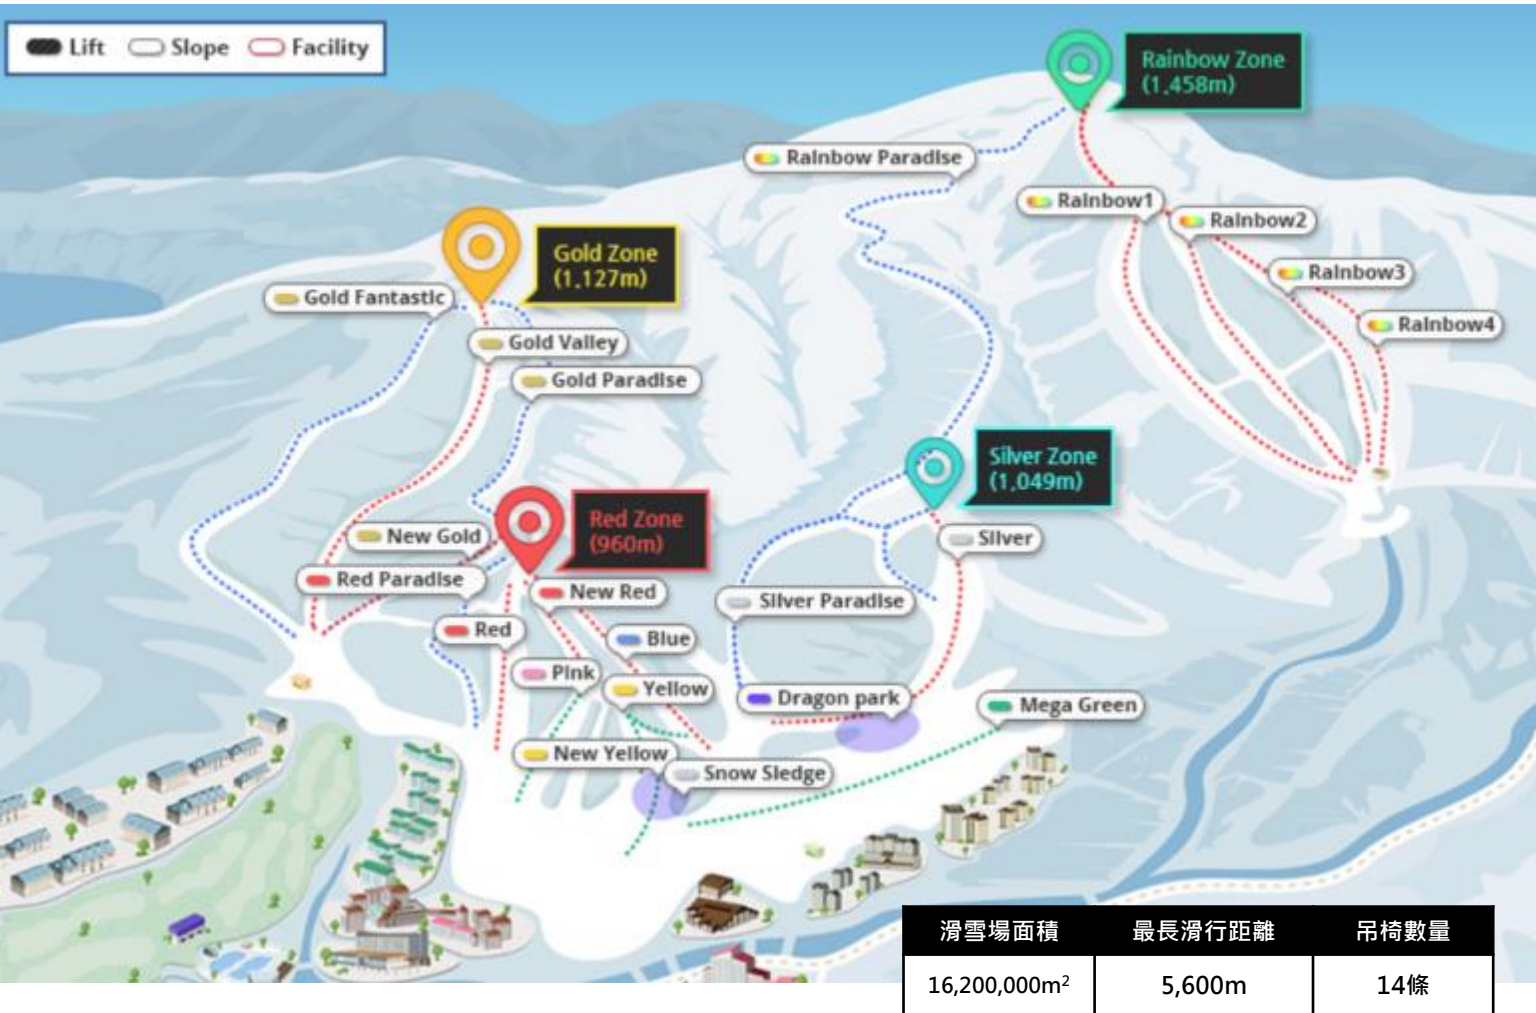 Lift Slope Facility
Rainbow Zone
(1,458m)
Rainbow Paradise
Rainbow1
Rainbow2
Gold Zone
(1,127m)
Rainbow3
Gold Fantastic
Rainbow4
Gold Valley
Gold Paradise
Silver Zone
(1,049m)
Red Zone
(960m)
New Gold
Silver
Red Paradise
New Red
Silver Paradise
Red
Blue
Pink
Yellow
Dragon park
Mega Green
New Yellow
Snow Sledge
滑雪場面積 最長滑行距離 吊椅數量
16,200,000m² 5,600m 14條